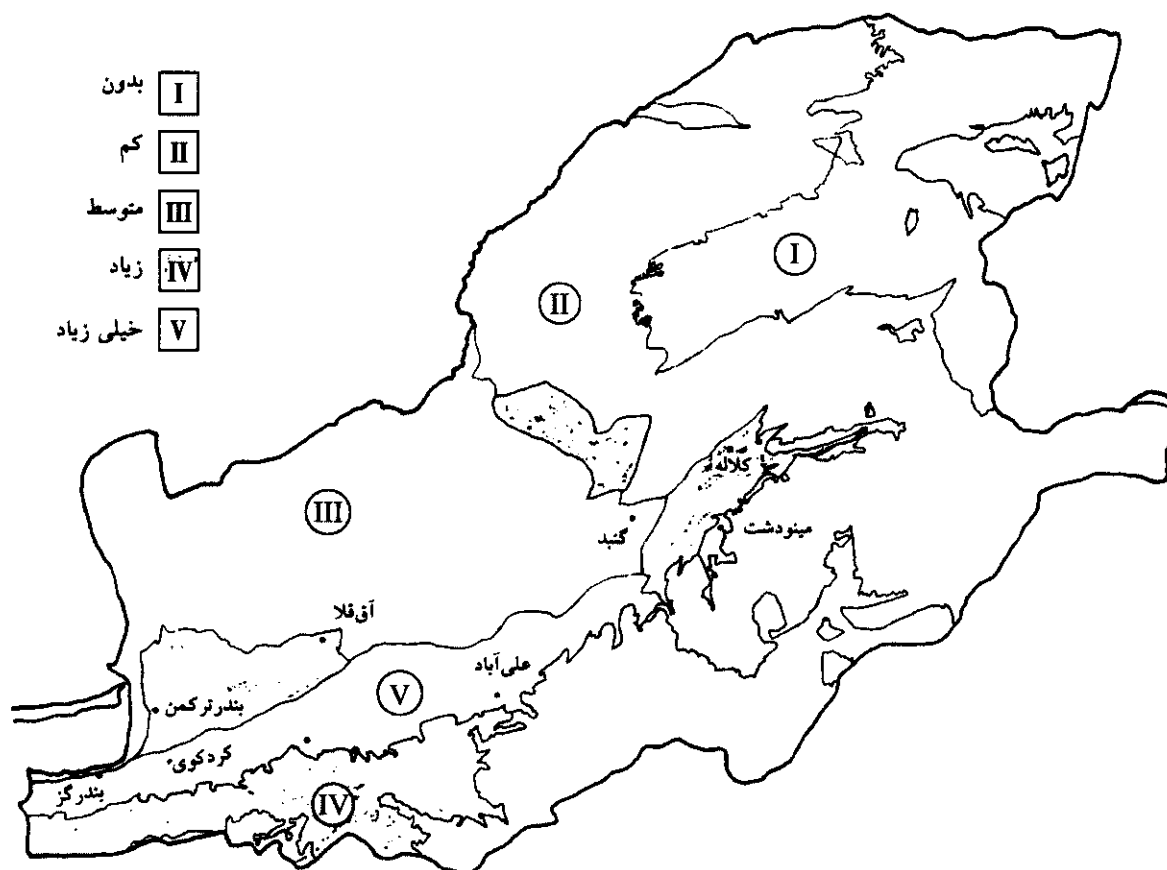 بدون I
کم II
متوسط III
زیاد IV
خیلی زیاد V
I
II
کلاله
III
گنبد
مینودشت
آق‌قلا
علی‌آباد
V
بندرترکمن
کردکوی
بندرگز
IV